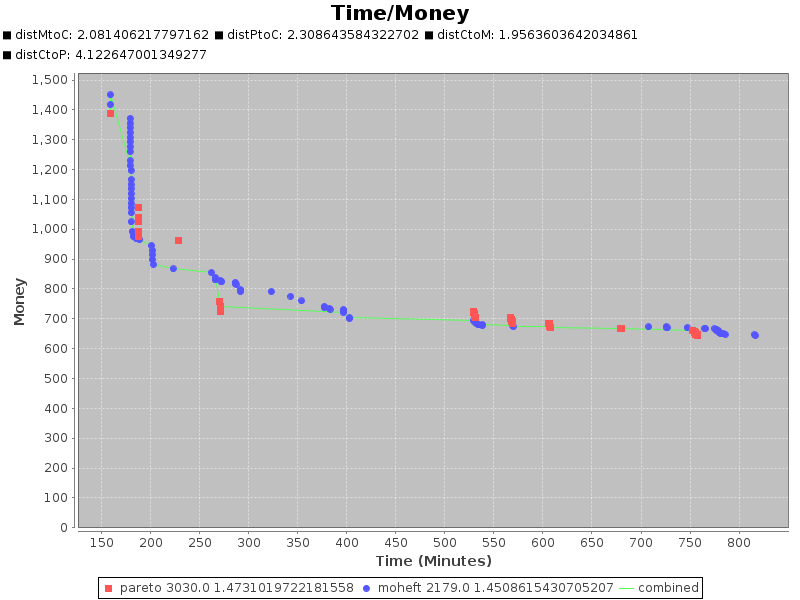 Time/Money
distMtoC: 2.081406217797162 distPtoC: 2.308643584322702 distCtoM: 1.9563603642034861
distCtoP: 4.122647001349277
1,500
1,400
1,300
1,200
1,100
1,000
900
800
700
600
500
400
300
200
100
0
Money
150 200 250 300 350 400 450 500 550 600 650 700 750 800
Time (Minutes)
pareto 3030.0 1.4731019722181558 moheft 2179.0 1.4508615430705207 combined